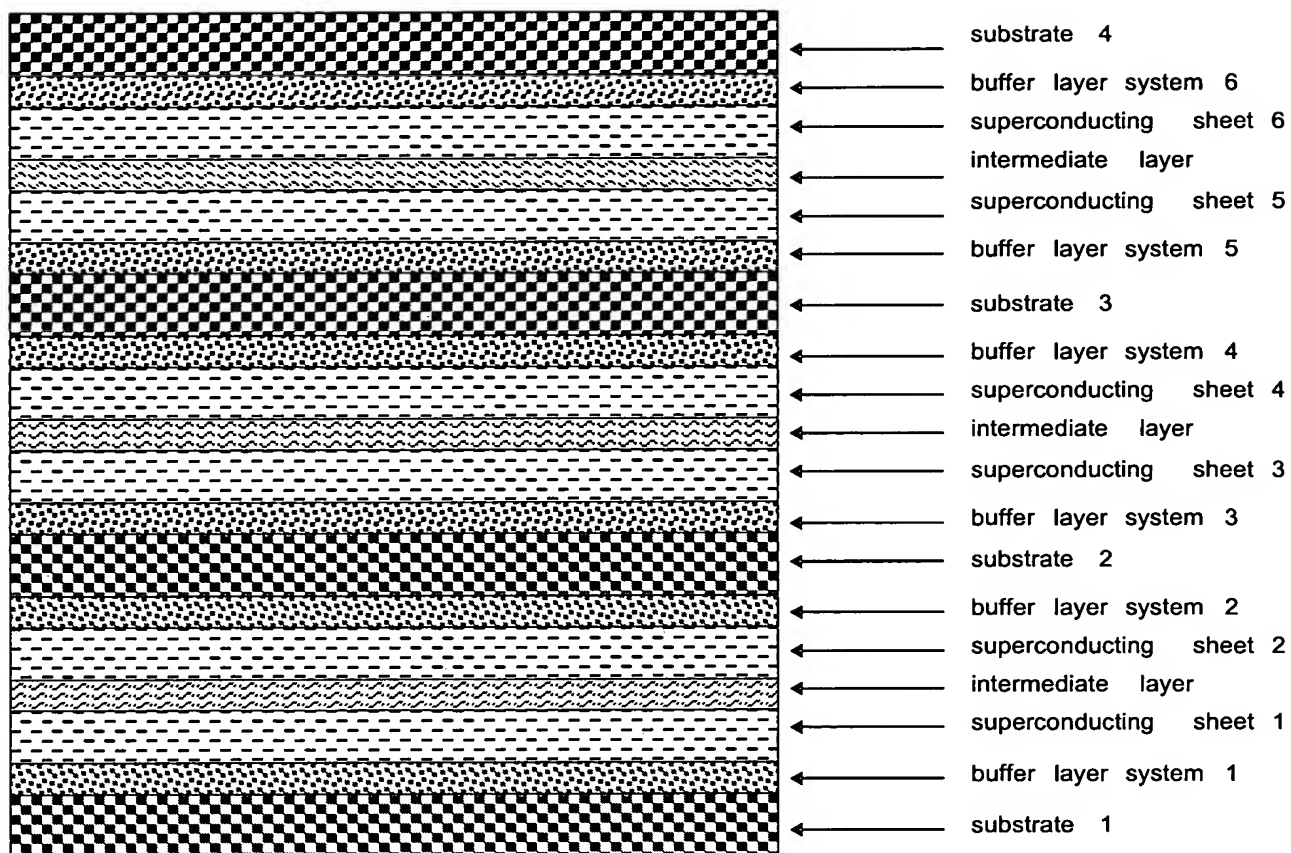 substrate 4
buffer layer system 6
superconducting sheet 6
intermediate layer
superconducting sheet 5
buffer layer system 5
substrate 3
buffer layer system 4
superconducting sheet 4
intermediate layer
superconducting sheet 3
buffer layer system 3
substrate 2
buffer layer system 2
superconducting sheet 2
intermediate layer
superconducting sheet 1
buffer layer system 1
substrate 1